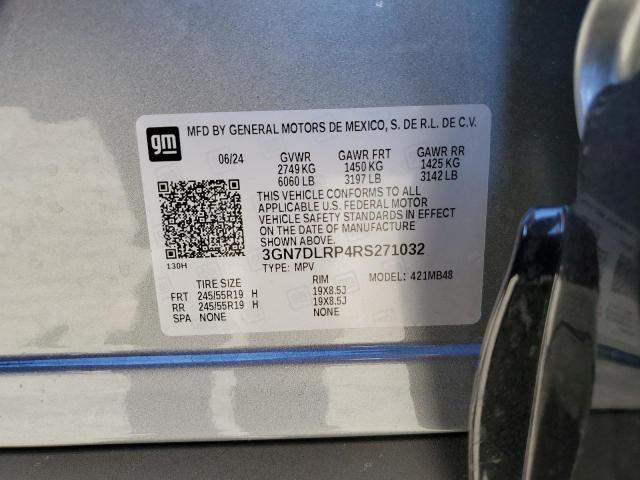 gm
MFD BY GENERAL MOTORS DE MEXICO, S. DE R.L. DE C.V.
06/24 GVWR GAWR FRT GAWR RR
2749 KG 1450 KG 1425 KG
6060 LB 3197 LB 3142 LB
THIS VEHICLE CONFORMS TO ALL
APPLICABLE U.S. FEDERAL MOTOR
VEHICLE SAFETY STANDARDS IN EFFECT
ON THE DATE OF MANUFACTURE
SHOWN ABOVE.
3GN7DLRP4RS271032
130H TYPE: MPV
TIRE SIZE RIM MODEL: 421MB48
FRT 245/55R19 H 19X8.5J
RR 245/55R19 H 19X8.5J
SPA NONE NONE